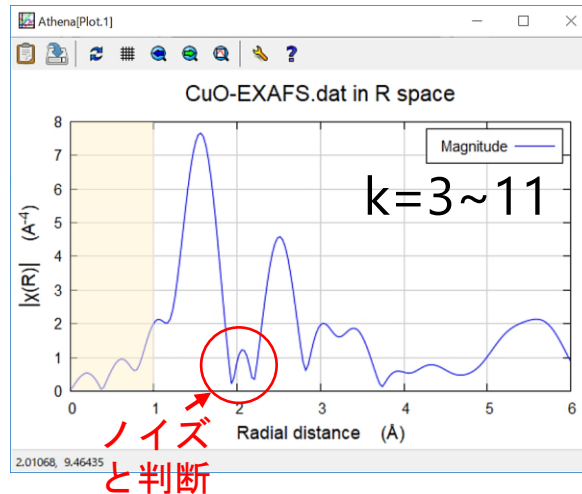 Athena[Plot.1]
CuO-EXAFS.dat in R space
Magnitude
k=3~11
|χ(R)| (A⁻⁴)
8
7
6
5
4
3
2
1
0
0 1 2 3 4 5 6
Radial distance (Å)
ノイズ
と判断
2.01068, 9.46435